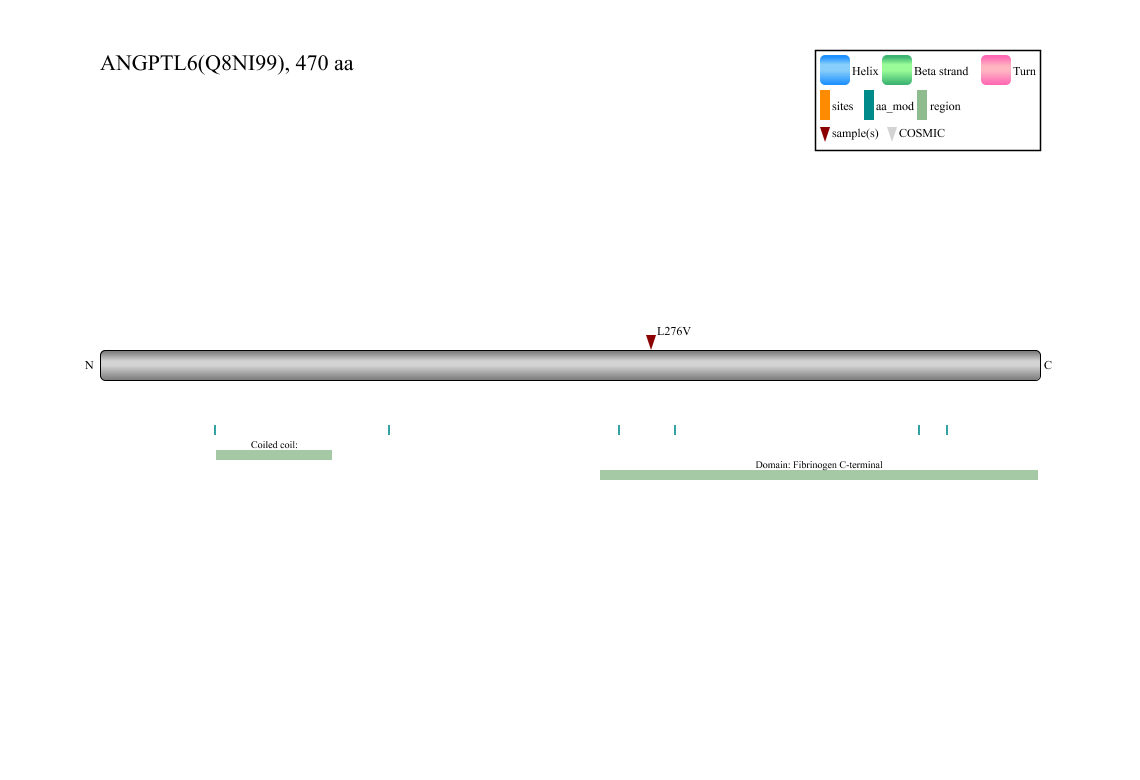 ANGPTL6(Q8NI99), 470 aa
Helix Beta strand Turn
sites aa_mod region
sample(s) COSMIC
L276V
N C
Coiled coil:
Domain: Fibrinogen C-terminal